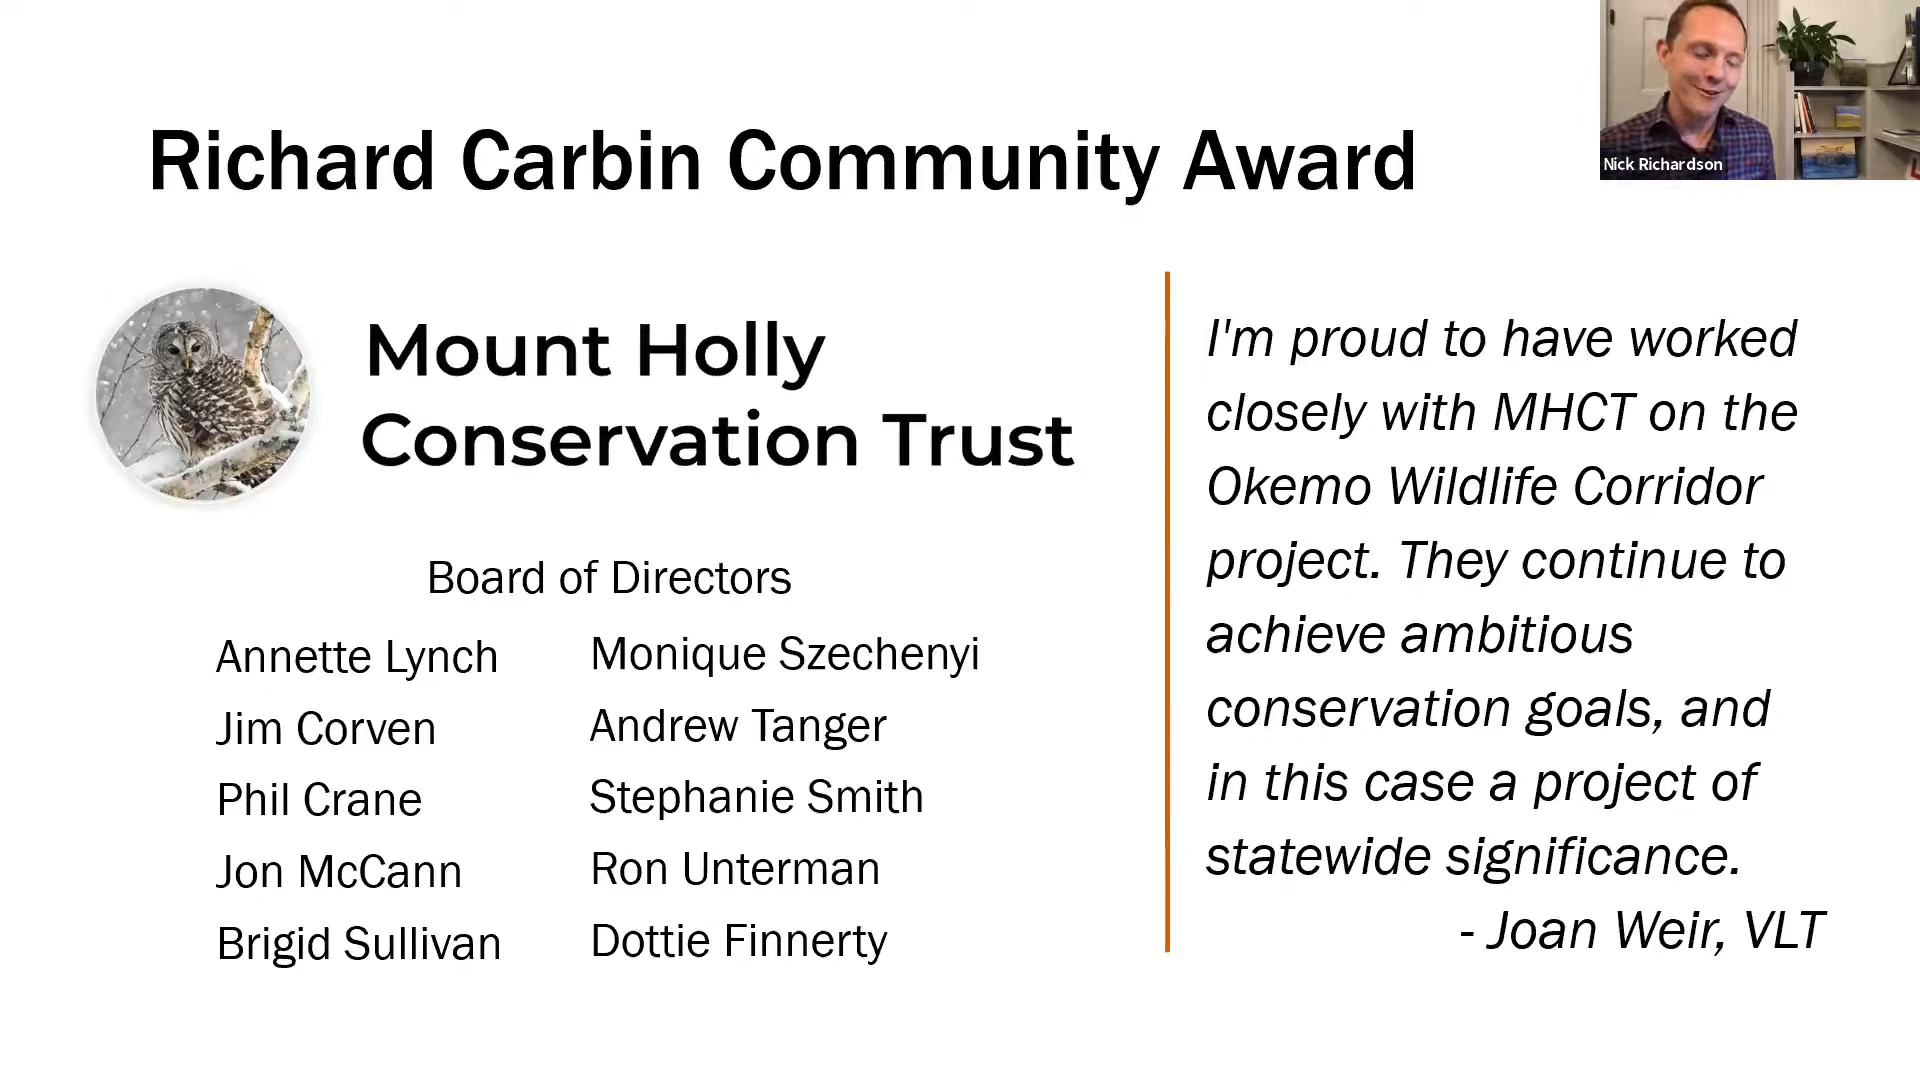 Richard Carbin Community Award
Nick Richardson
Mount Holly
Conservation Trust
Board of Directors
Annette Lynch
Jim Corven
Phil Crane
Jon McCann
Brigid Sullivan
Monique Szechenyi
Andrew Tanger
Stephanie Smith
Ron Unterman
Dottie Finnerty
I'm proud to have worked
closely with MHCT on the
Okemo Wildlife Corridor
project. They continue to
achieve ambitious
conservation goals, and
in this case a project of
statewide significance.
- Joan Weir, VLT